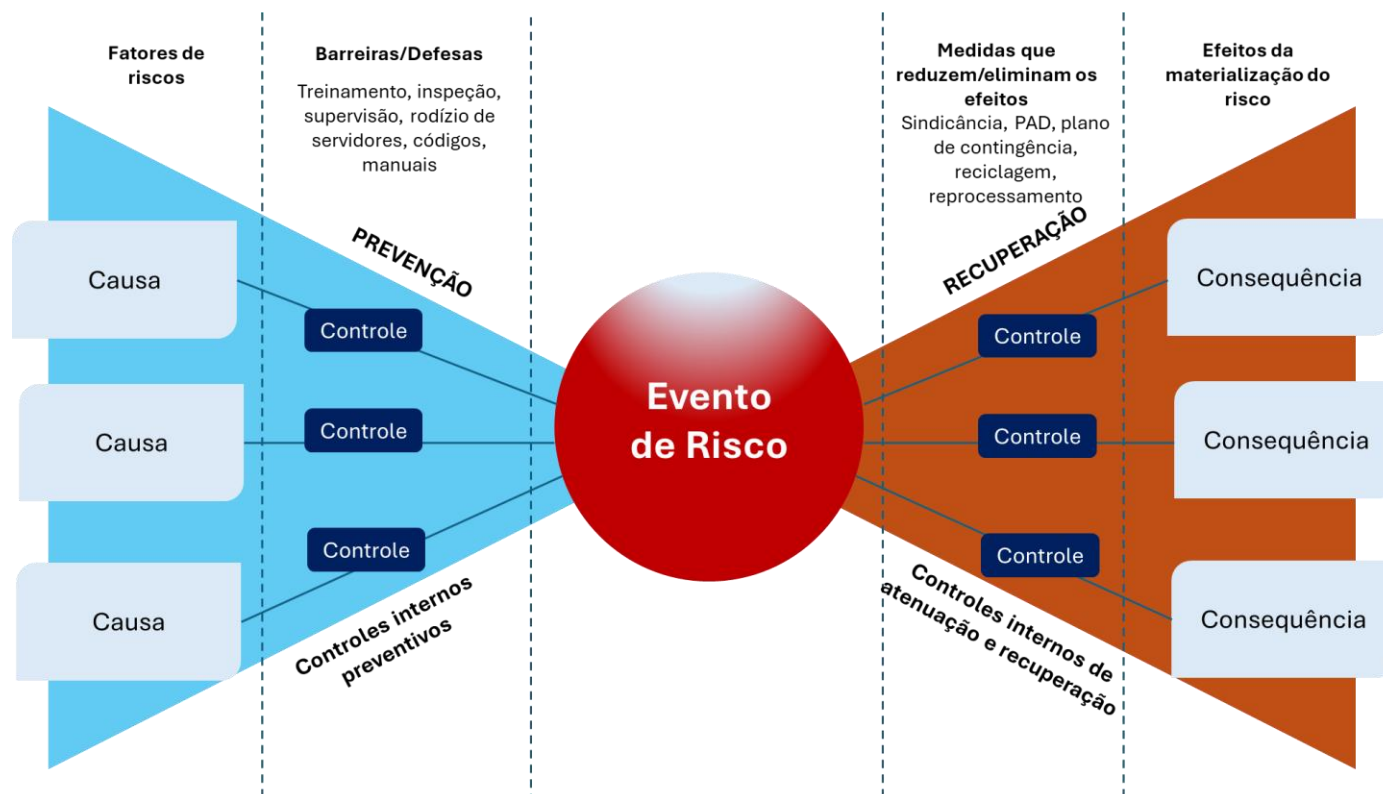 Fatores de
riscos
Barreiras/Defesas
Treinamento, inspeção,
supervisão, rodízio de
servidores, códigos,
manuais
Medidas que
reduzem/eliminam os
efeitos
Sindicância, PAD, plano
de contingência,
reciclagem,
reprocessamento
Efeitos da
materialização do
risco
PREVENÇÃO
RECUPERAÇÃO
Causa
Controle
Causa
Controle
Causa
Controle
Evento
de Risco
Controle
Consequência
Controle
Consequência
Controle
Consequência
Controles internos
preventivos
Controles internos de
atenuação e recuperação